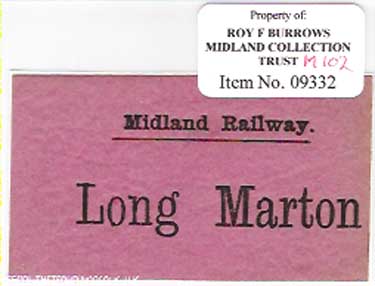 Property of:
ROY F BURROWS
MIDLAND COLLECTION
TRUST M102
Item No. 09332
Midland Railway.
Long Marton